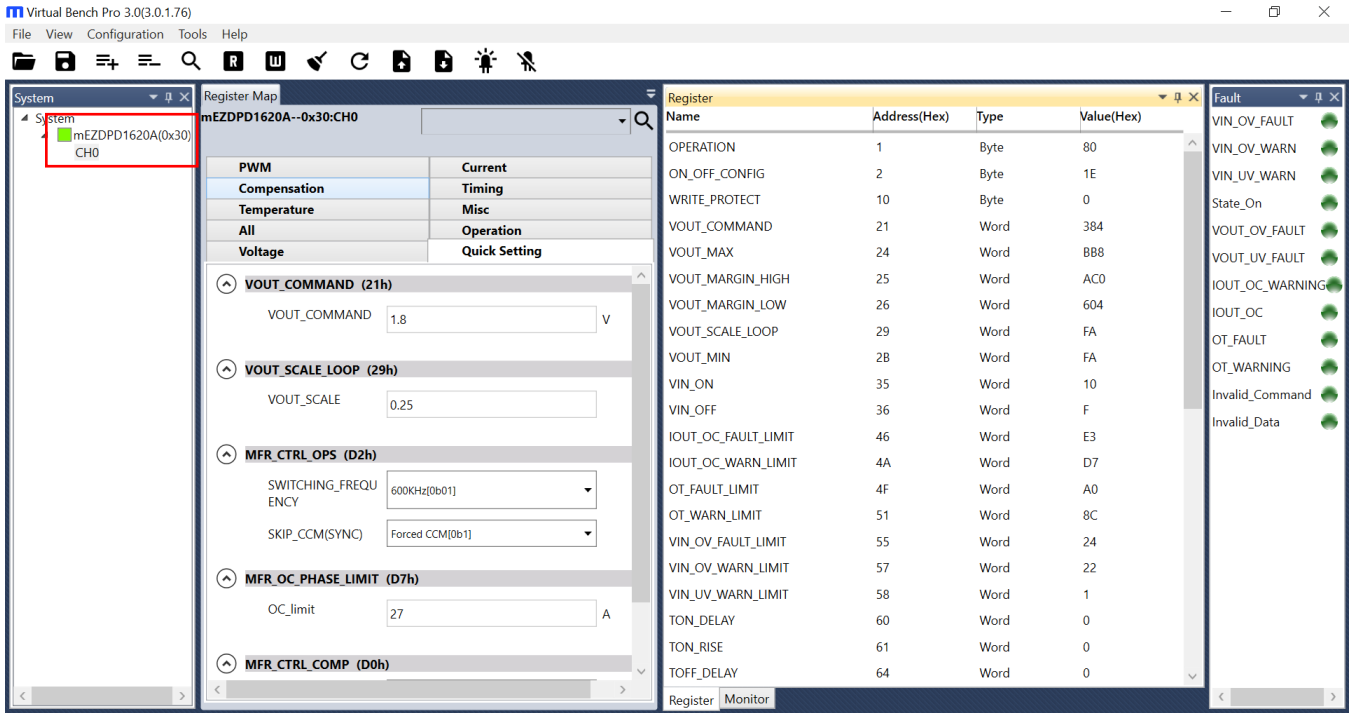 Virtual Bench Pro 3.0(3.0.1.76)
File View Configuration Tools Help
System
System
mEZDPD1620A(0x30)
CH0
Register Map
mEZDPD1620A--0x30:CH0
PWM Current
Compensation Timing
Temperature Misc
All Operation
Voltage Quick Setting
VOUT_COMMAND (21h)
VOUT_COMMAND 1.8 V
VOUT_SCALE_LOOP (29h)
VOUT_SCALE 0.25
MFR_CTRL_OPS (D2h)
SWITCHING_FREQU
ENCY 600KHz[0b01]
SKIP_CCM(SYNC) Forced CCM[0b1]
MFR_OC_PHASE_LIMIT (D7h)
OC_limit 27 A
MFR_CTRL_COMP (D0h)
Register
Name Address(Hex) Type Value(Hex)
OPERATION 1 Byte 80
ON_OFF_CONFIG 2 Byte 1E
WRITE_PROTECT 10 Byte 0
VOUT_COMMAND 21 Word 384
VOUT_MAX 24 Word BB8
VOUT_MARGIN_HIGH 25 Word AC0
VOUT_MARGIN_LOW 26 Word 604
VOUT_SCALE_LOOP 29 Word FA
VOUT_MIN 2B Word FA
VIN_ON 35 Word 10
VIN_OFF 36 Word F
IOUT_OC_FAULT_LIMIT 46 Word E3
IOUT_OC_WARN_LIMIT 4A Word D7
OT_FAULT_LIMIT 4F Word A0
OT_WARN_LIMIT 51 Word 8C
VIN_OV_FAULT_LIMIT 55 Word 24
VIN_OV_WARN_LIMIT 57 Word 22
VIN_UV_WARN_LIMIT 58 Word 1
TON_DELAY 60 Word 0
TON_RISE 61 Word 0
TOFF_DELAY 64 Word 0
Register Monitor
Fault
VIN_OV_FAULT
VIN_OV_WARN
VIN_UV_WARN
State_On
VOUT_OV_FAULT
VOUT_UV_FAULT
IOUT_OC_WARNING
IOUT_OC
OT_FAULT
OT_WARNING
Invalid_Command
Invalid_Data